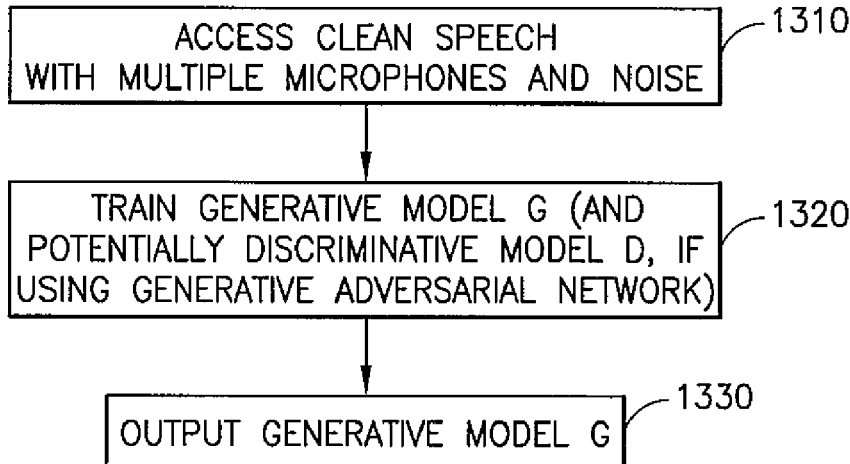 ACCESS CLEAN SPEECH
WITH MULTIPLE MICROPHONES AND NOISE
1310
TRAIN GENERATIVE MODEL G (AND
POTENTIALLY DISCRIMINATIVE MODEL D, IF
USING GENERATIVE ADVERSARIAL NETWORK)
1320
OUTPUT GENERATIVE MODEL G
1330